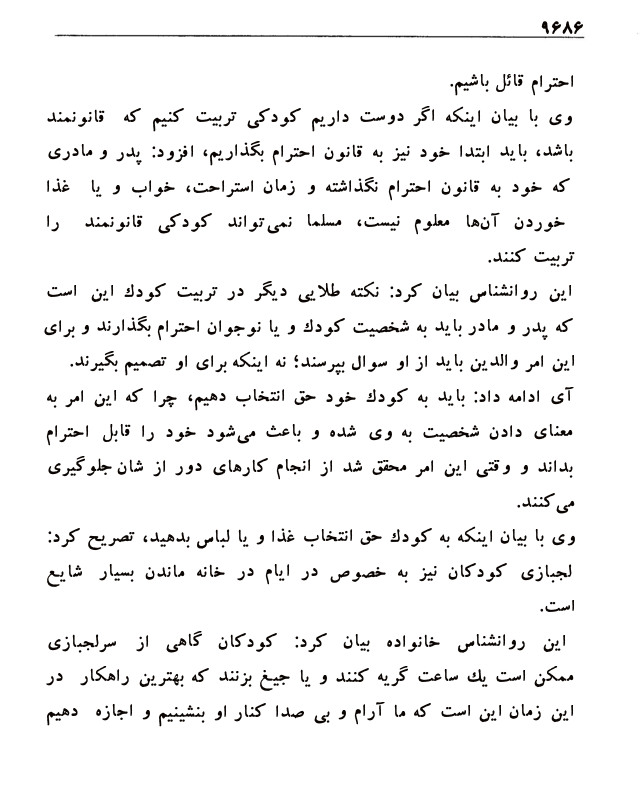 ۹۶۸۶
احترام قائل باشیم.
وی با بیان اینکه اگر دوست داریم کودکی تربیت کنیم که قانونمند
باشد، باید ابتدا خود نیز به قانون احترام بگذاریم، افزود: پدر و مادری
که خود به قانون احترام نگذاشته و زمان استراحت، خواب و یا غذا
خوردن آن‌ها معلوم نیست، مسلما نمی‌تواند کودکی قانونمند را
تربیت کنند.
این روانشناس بیان کرد: نکته طلایی دیگر در تربیت کودك این است
که پدر و مادر باید به شخصیت کودك و یا نوجوان احترام بگذارند و برای
این امر والدین باید از او سوال بپرسند؛ نه اینکه برای او تصمیم بگیرند.
آی ادامه داد: باید به کودك خود حق انتخاب دهیم، چرا که این امر به
معنای دادن شخصیت به وی شده و باعث می‌شود خود را قابل احترام
بداند و وقتی این امر محقق شد از انجام کارهای دور از شان جلوگیری
می‌کنند.
وی با بیان اینکه به کودك حق انتخاب غذا و یا لباس بدهید، تصریح کرد:
لجبازی کودکان نیز به خصوص در ایام در خانه ماندن بسیار شایع
است.
این روانشناس خانواده بیان کرد: کودکان گاهی از سرلجبازی
ممکن است یك ساعت گریه کنند و یا جیغ بزنند که بهترین راهکار در
این زمان این است که ما آرام و بی صدا کنار او بنشینیم و اجازه دهیم